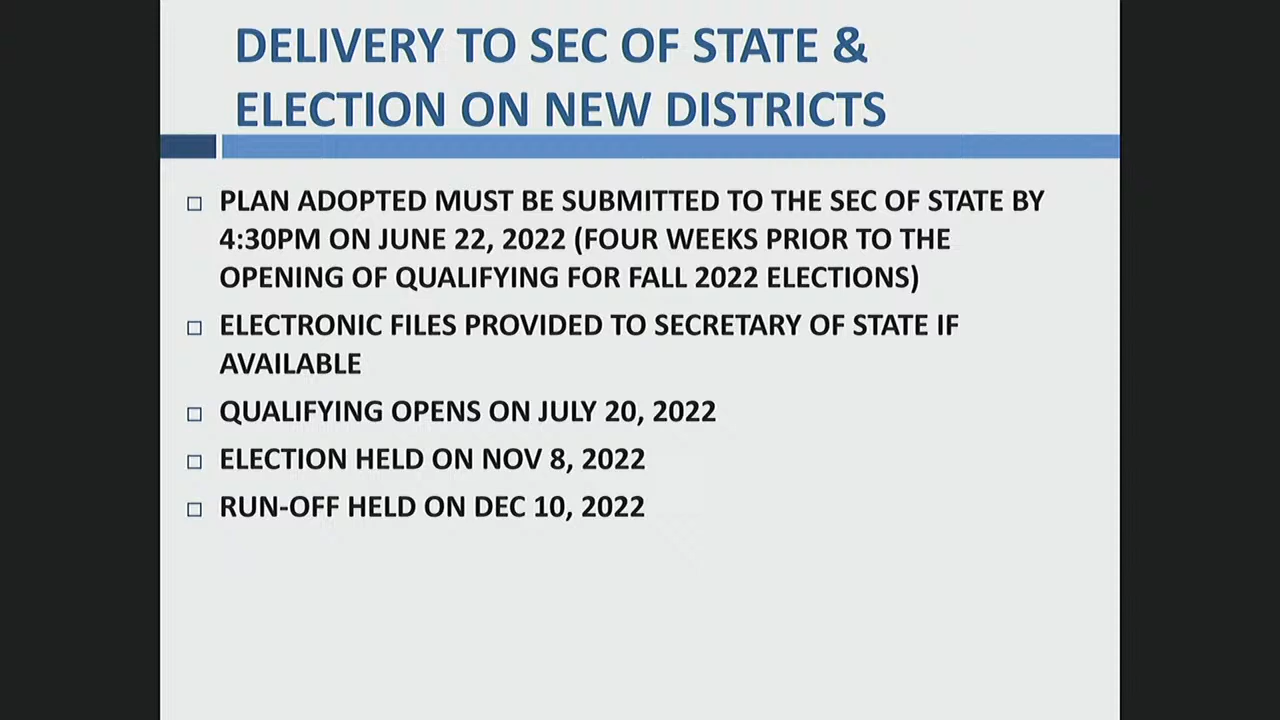 DELIVERY TO SEC OF STATE &
ELECTION ON NEW DISTRICTS
PLAN ADOPTED MUST BE SUBMITTED TO THE SEC OF STATE BY
4:30PM ON JUNE 22, 2022 (FOUR WEEKS PRIOR TO THE
OPENING OF QUALIFYING FOR FALL 2022 ELECTIONS)
ELECTRONIC FILES PROVIDED TO SECRETARY OF STATE IF
AVAILABLE
QUALIFYING OPENS ON JULY 20, 2022
ELECTION HELD ON NOV 8, 2022
RUN-OFF HELD ON DEC 10, 2022